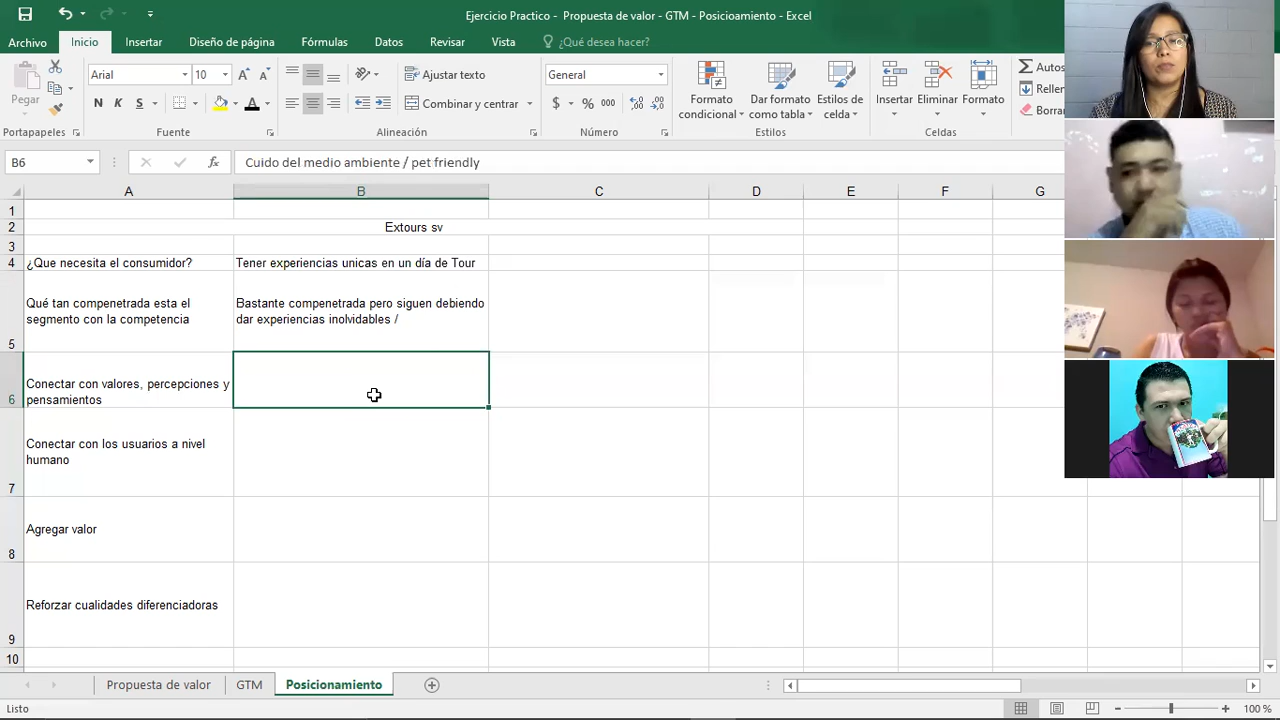 Ejercicio Practico - Propuesta de valor - GTM - Posicioamiento - Excel
Archivo Inicio Insertar Diseño de página Fórmulas Datos Revisar Vista ¿Qué desea hacer?
Pegar
Arial 10
N K S
Ajustar texto
Combinar y centrar
General
$ % 000
Formato condicional
Dar formato como tabla
Estilos de celda
Insertar Eliminar Formato
Autos
Rellen
Borra
Portapapeles Fuente Alineación Número Estilos Celdas
B6 fx Cuido del medio ambiente / pet friendly
A B C D E F G
1
2 Extours sv
3
4 ¿Que necesita el consumidor? Tener experiencias unicas en un día de Tour
Qué tan compenetrada esta el segmento con la competencia
Bastante compenetrada pero siguen debiendo dar experiencias inolvidables /
5
Conectar con valores, percepciones y
6 pensamientos
Conectar con los usuarios a nivel
humano
7
Agregar valor
8
Reforzar cualidades diferenciadoras
9
10
Propuesta de valor GTM Posicionamiento
Listo 100 %